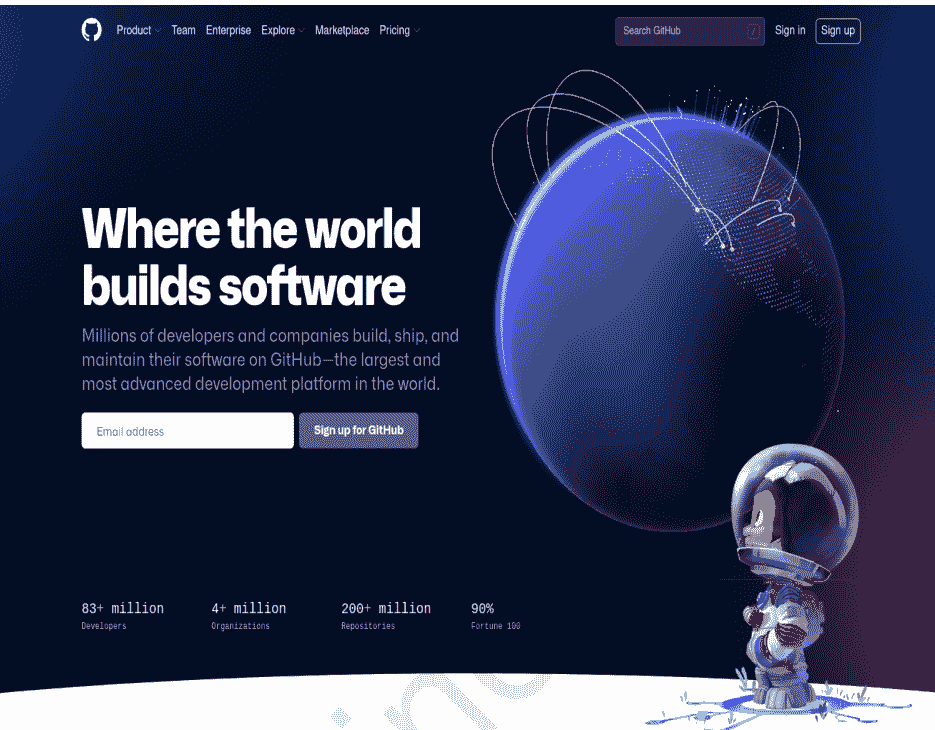 Product Team Enterprise Explore Marketplace Pricing Search GitHub / Sign in Sign up
Where the world
builds software
Millions of developers and companies build, ship, and
maintain their software on GitHub—the largest and
most advanced development platform in the world.
Email address Sign up for GitHub
83+ million 4+ million 200+ million 90%
Developers Organizations Repositories Fortune 100